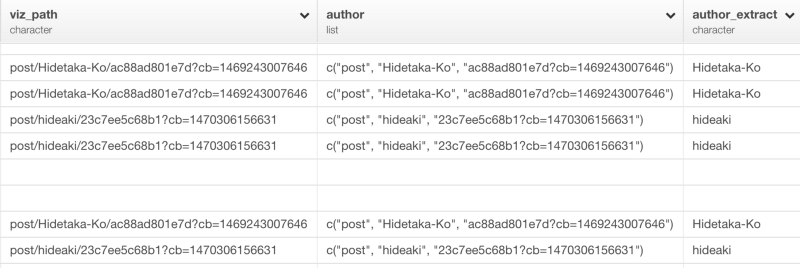 viz_path author author_extract
character list character
post/Hidetaka-Ko/ac88ad801e7d?cb=1469243007646 c("post", "Hidetaka-Ko", "ac88ad801e7d?cb=1469243007646") Hidetaka-Ko
post/Hidetaka-Ko/ac88ad801e7d?cb=1469243007646 c("post", "Hidetaka-Ko", "ac88ad801e7d?cb=1469243007646") Hidetaka-Ko
post/hideaki/23c7ee5c68b1?cb=1470306156631 c("post", "hideaki", "23c7ee5c68b1?cb=1470306156631") hideaki
post/hideaki/23c7ee5c68b1?cb=1470306156631 c("post", "hideaki", "23c7ee5c68b1?cb=1470306156631") hideaki
post/Hidetaka-Ko/ac88ad801e7d?cb=1469243007646 c("post", "Hidetaka-Ko", "ac88ad801e7d?cb=1469243007646") Hidetaka-Ko
post/hideaki/23c7ee5c68b1?cb=1470306156631 c("post", "hideaki", "23c7ee5c68b1?cb=1470306156631") hideaki